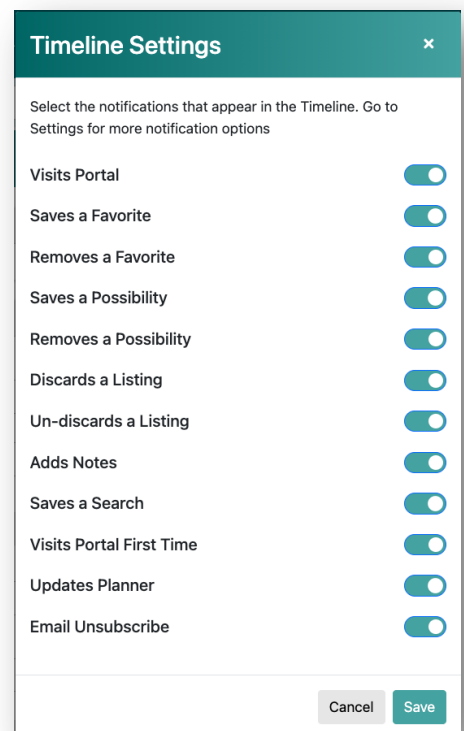 Timeline Settings ×
Select the notifications that appear in the Timeline. Go to
Settings for more notification options
Visits Portal
Saves a Favorite
Removes a Favorite
Saves a Possibility
Removes a Possibility
Discards a Listing
Un-discards a Listing
Adds Notes
Saves a Search
Visits Portal First Time
Updates Planner
Email Unsubscribe
Cancel Save